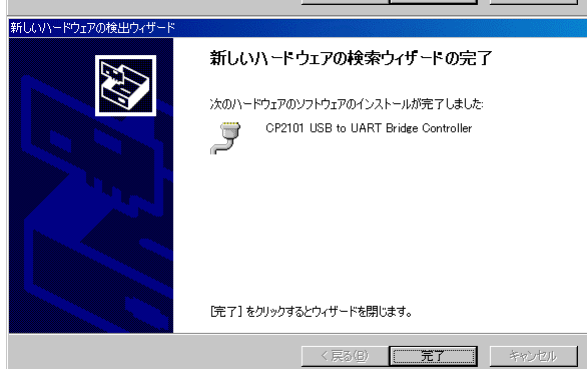 新しいハードウェアの検出ウィザード
新しいハードウェアの検索ウィザードの完了
次のハードウェアのソフトウェアのインストールが完了しました:
CP2101 USB to UART Bridge Controller
[完了] をクリックするとウィザードを閉じます。
< 戻る(B)
完了
キャンセル